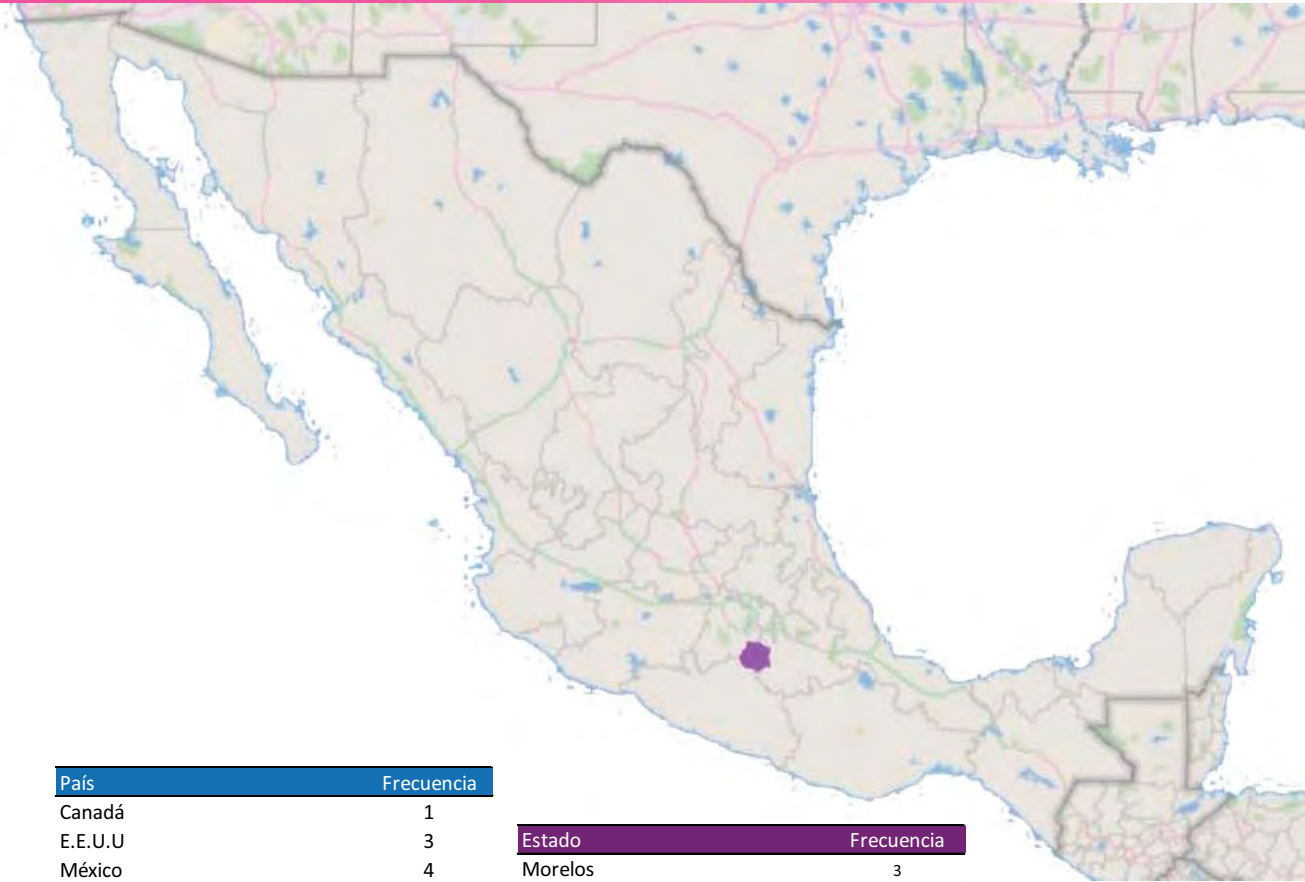 País Frecuencia
Canadá 1
E.E.U.U 3
México 4
Estado Frecuencia
Morelos 3